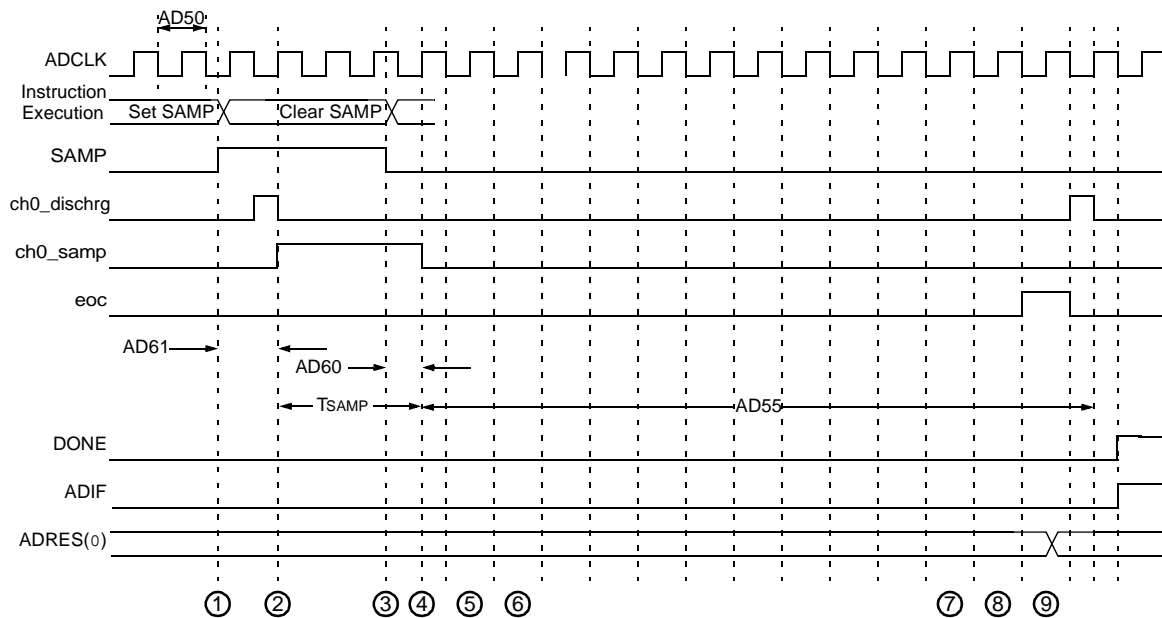 AD50
ADCLK
Instruction
Execution
Set SAMP
Clear SAMP
SAMP
ch0_dischrg
ch0_samp
eoc
AD61
AD60
TSAMP
AD55
DONE
ADIF
ADRES(0)
1 2 3 4 5 6 7 8 9